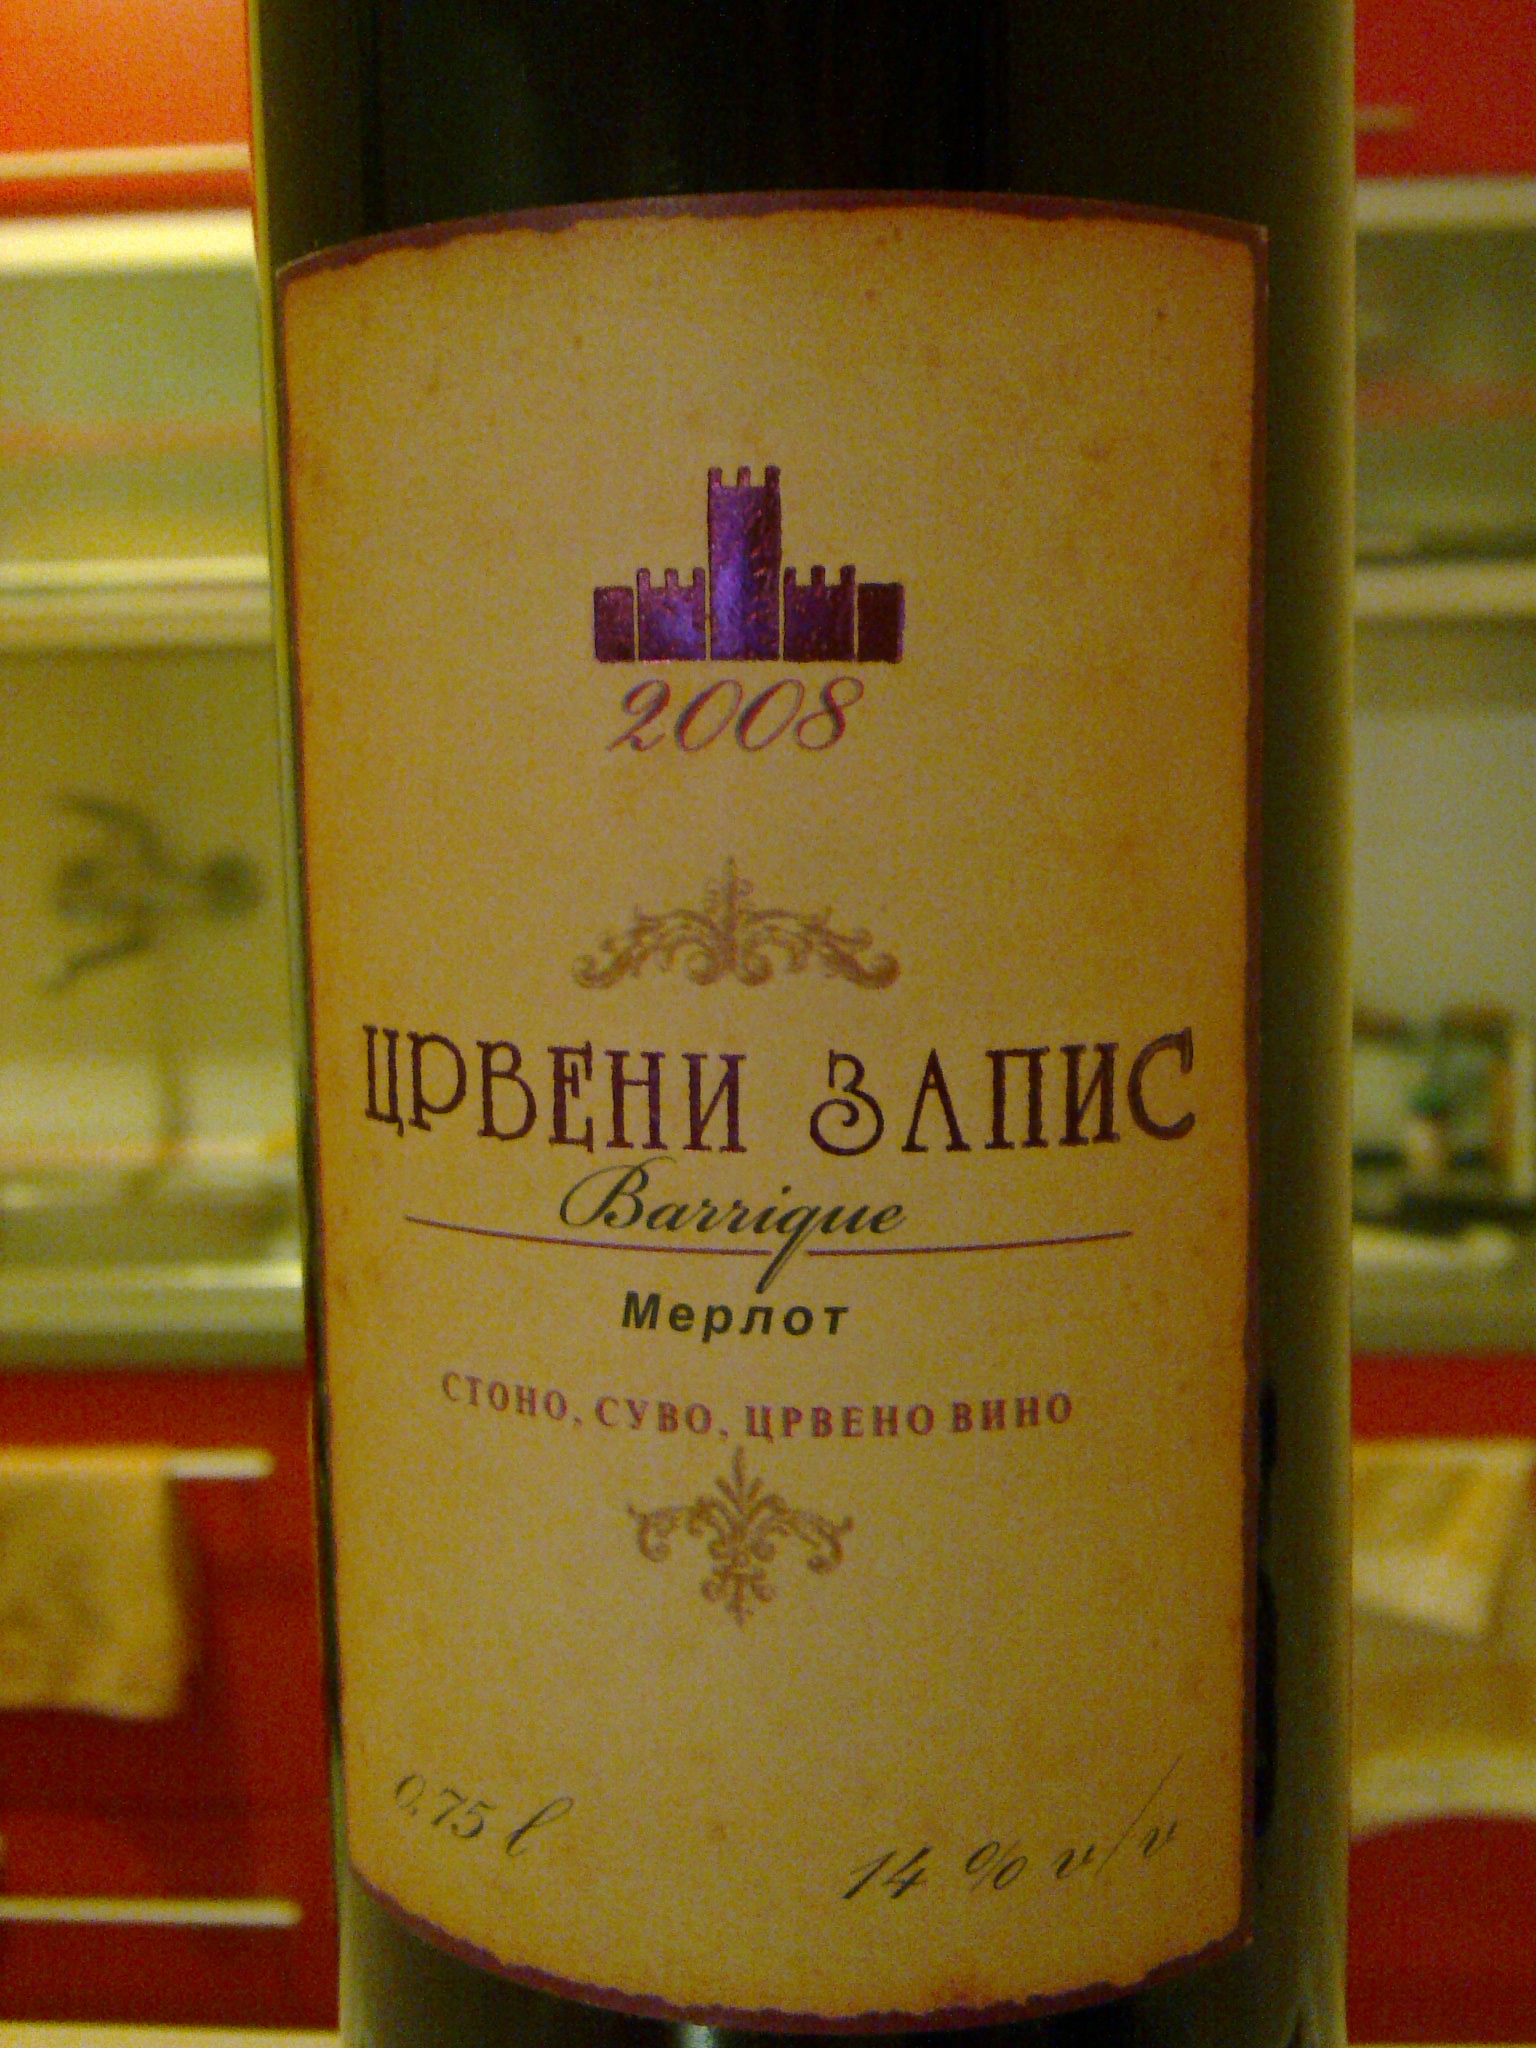 2008
ЦРВЕНИ ЗАПИС
Barrique
Мерлот
СТОНО, СУВО, ЦРВЕНО ВИНО
0,75 l
14 % v/v